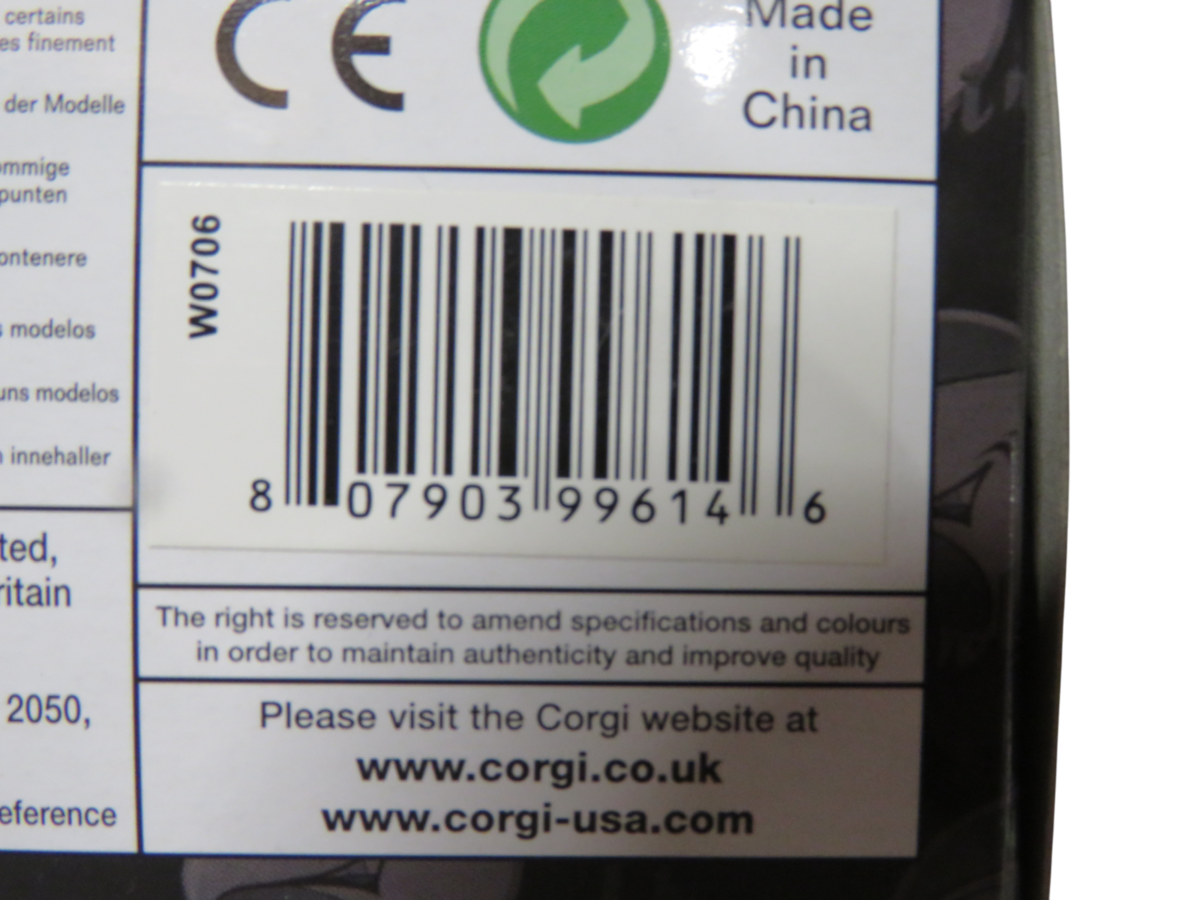 certains
es finement
der Modelle
ommige
punten
ontenere
s modelos
uns modelos
n innehaller
ted,
ritain
2050,
eference
CE
Made
in
China
W0706
8 07903 99614 6
The right is reserved to amend specifications and colours
in order to maintain authenticity and improve quality
Please visit the Corgi website at
www.corgi.co.uk
www.corgi-usa.com